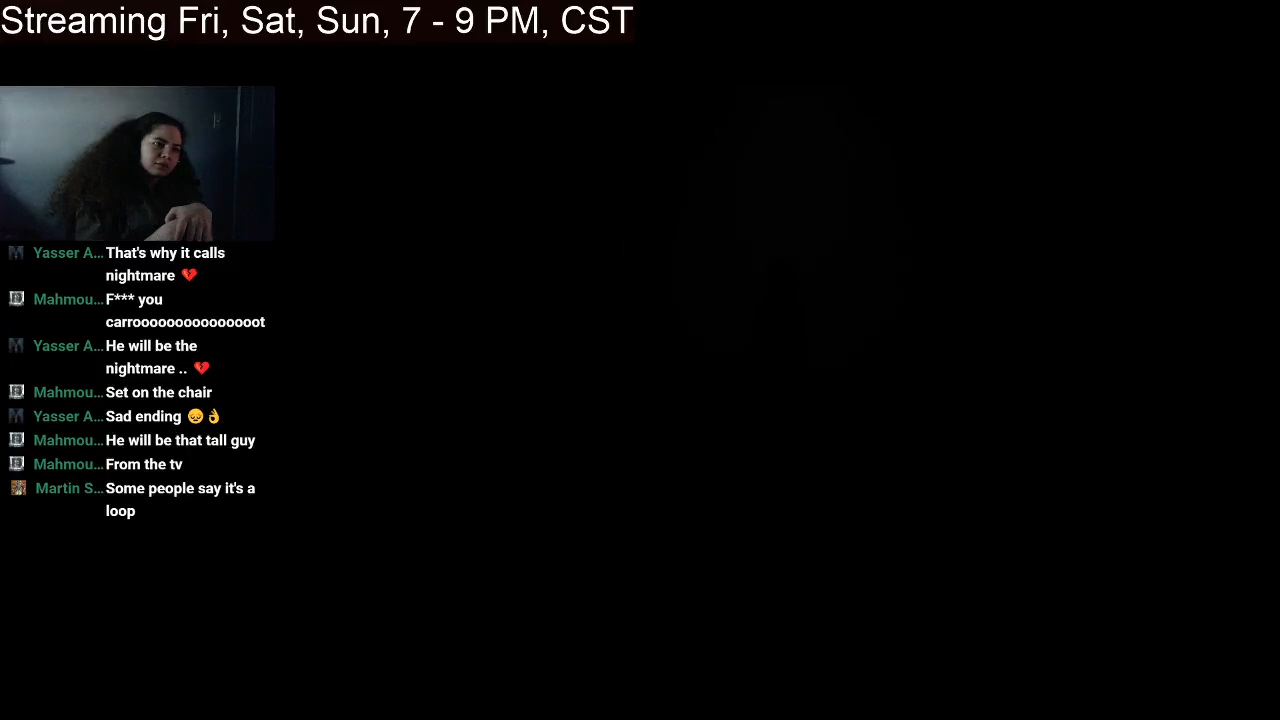 Streaming Fri, Sat, Sun, 7 - 9 PM, CST
Yasser A... That's why it calls
nightmare 💔
Mahmou... F*** you
carrooooooooooooooot
Yasser A... He will be the
nightmare .. 💔
Mahmou... Set on the chair
Yasser A... Sad ending 😞👌
Mahmou... He will be that tall guy
Mahmou... From the tv
Martin S... Some people say it's a
loop